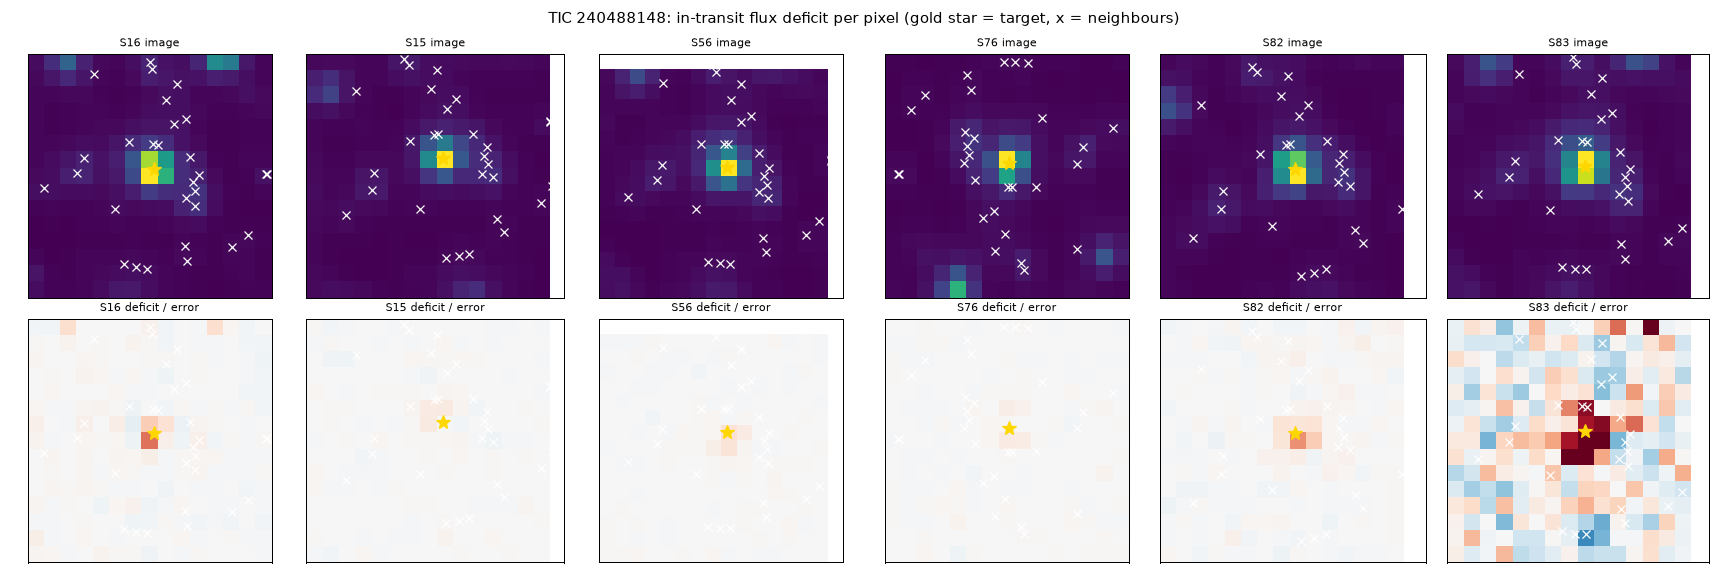 TIC 240488148: in-transit flux deficit per pixel (gold star = target, x = neighbours)
S16 image
S15 image
S56 image
S76 image
S82 image
S83 image
S16 deficit / error
S15 deficit / error
S56 deficit / error
S76 deficit / error
S82 deficit / error
S83 deficit / error